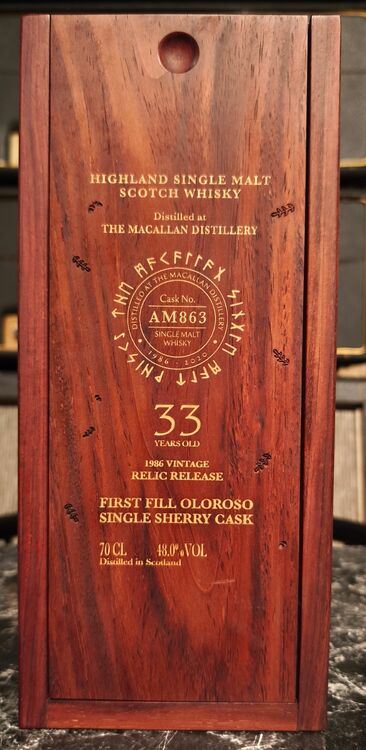 HIGHLAND SINGLE MALT
SCOTCH WHISKY
Distilled at
THE MACALLAN DISTILLERY
DISTILLED AT THE MACALLAN DISTILLERY
Cask No.
AM863
SINGLE MALT
WHISKY
1986 - 2020
33
YEARS OLD
1986 VINTAGE
RELIC RELEASE
FIRST FILL OLOROSO
SINGLE SHERRY CASK
70 CL 48.0%VOL
Distilled in Scotland